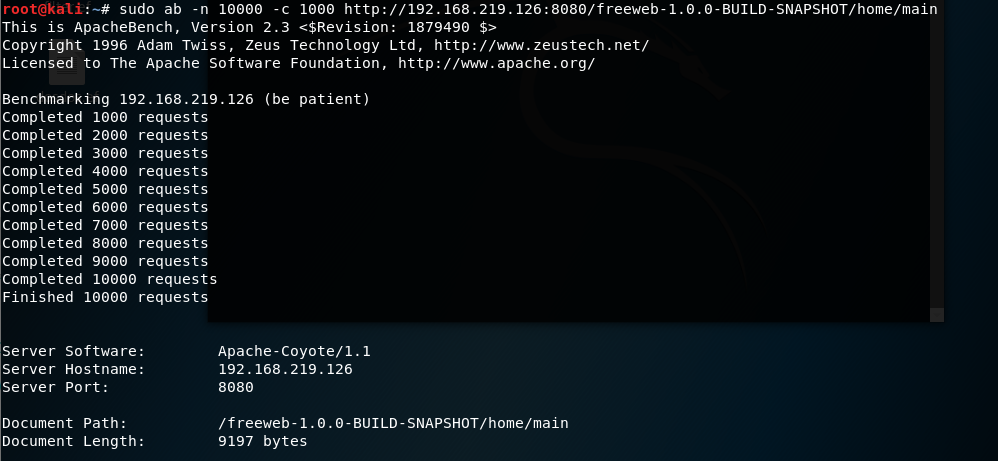 root@kali:~# sudo ab -n 10000 -c 1000 http://192.168.219.126:8080/freeweb-1.0.0-BUILD-SNAPSHOT/home/main
This is ApacheBench, Version 2.3 <$Revision: 1879490 $>
Copyright 1996 Adam Twiss, Zeus Technology Ltd, http://www.zeustech.net/
Licensed to The Apache Software Foundation, http://www.apache.org/

Benchmarking 192.168.219.126 (be patient)
Completed 1000 requests
Completed 2000 requests
Completed 3000 requests
Completed 4000 requests
Completed 5000 requests
Completed 6000 requests
Completed 7000 requests
Completed 8000 requests
Completed 9000 requests
Completed 10000 requests
Finished 10000 requests

Server Software:        Apache-Coyote/1.1
Server Hostname:        192.168.219.126
Server Port:            8080

Document Path:          /freeweb-1.0.0-BUILD-SNAPSHOT/home/main
Document Length:        9197 bytes